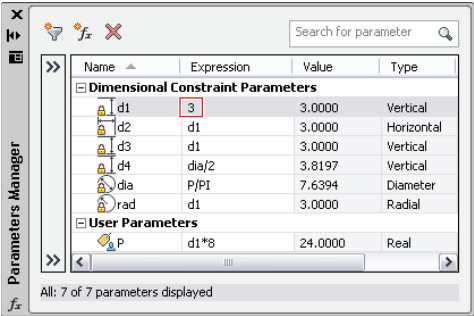 Search for parameter
Name Expression Value Type
Dimensional Constraint Parameters
d1 3 3.0000 Vertical
d2 d1 3.0000 Horizontal
d3 d1 3.0000 Vertical
d4 dia/2 3.8197 Vertical
dia P/PI 7.6394 Diameter
rad d1 3.0000 Radial
User Parameters
P d1*8 24.0000 Real
All: 7 of 7 parameters displayed
Parameters Manager
fx